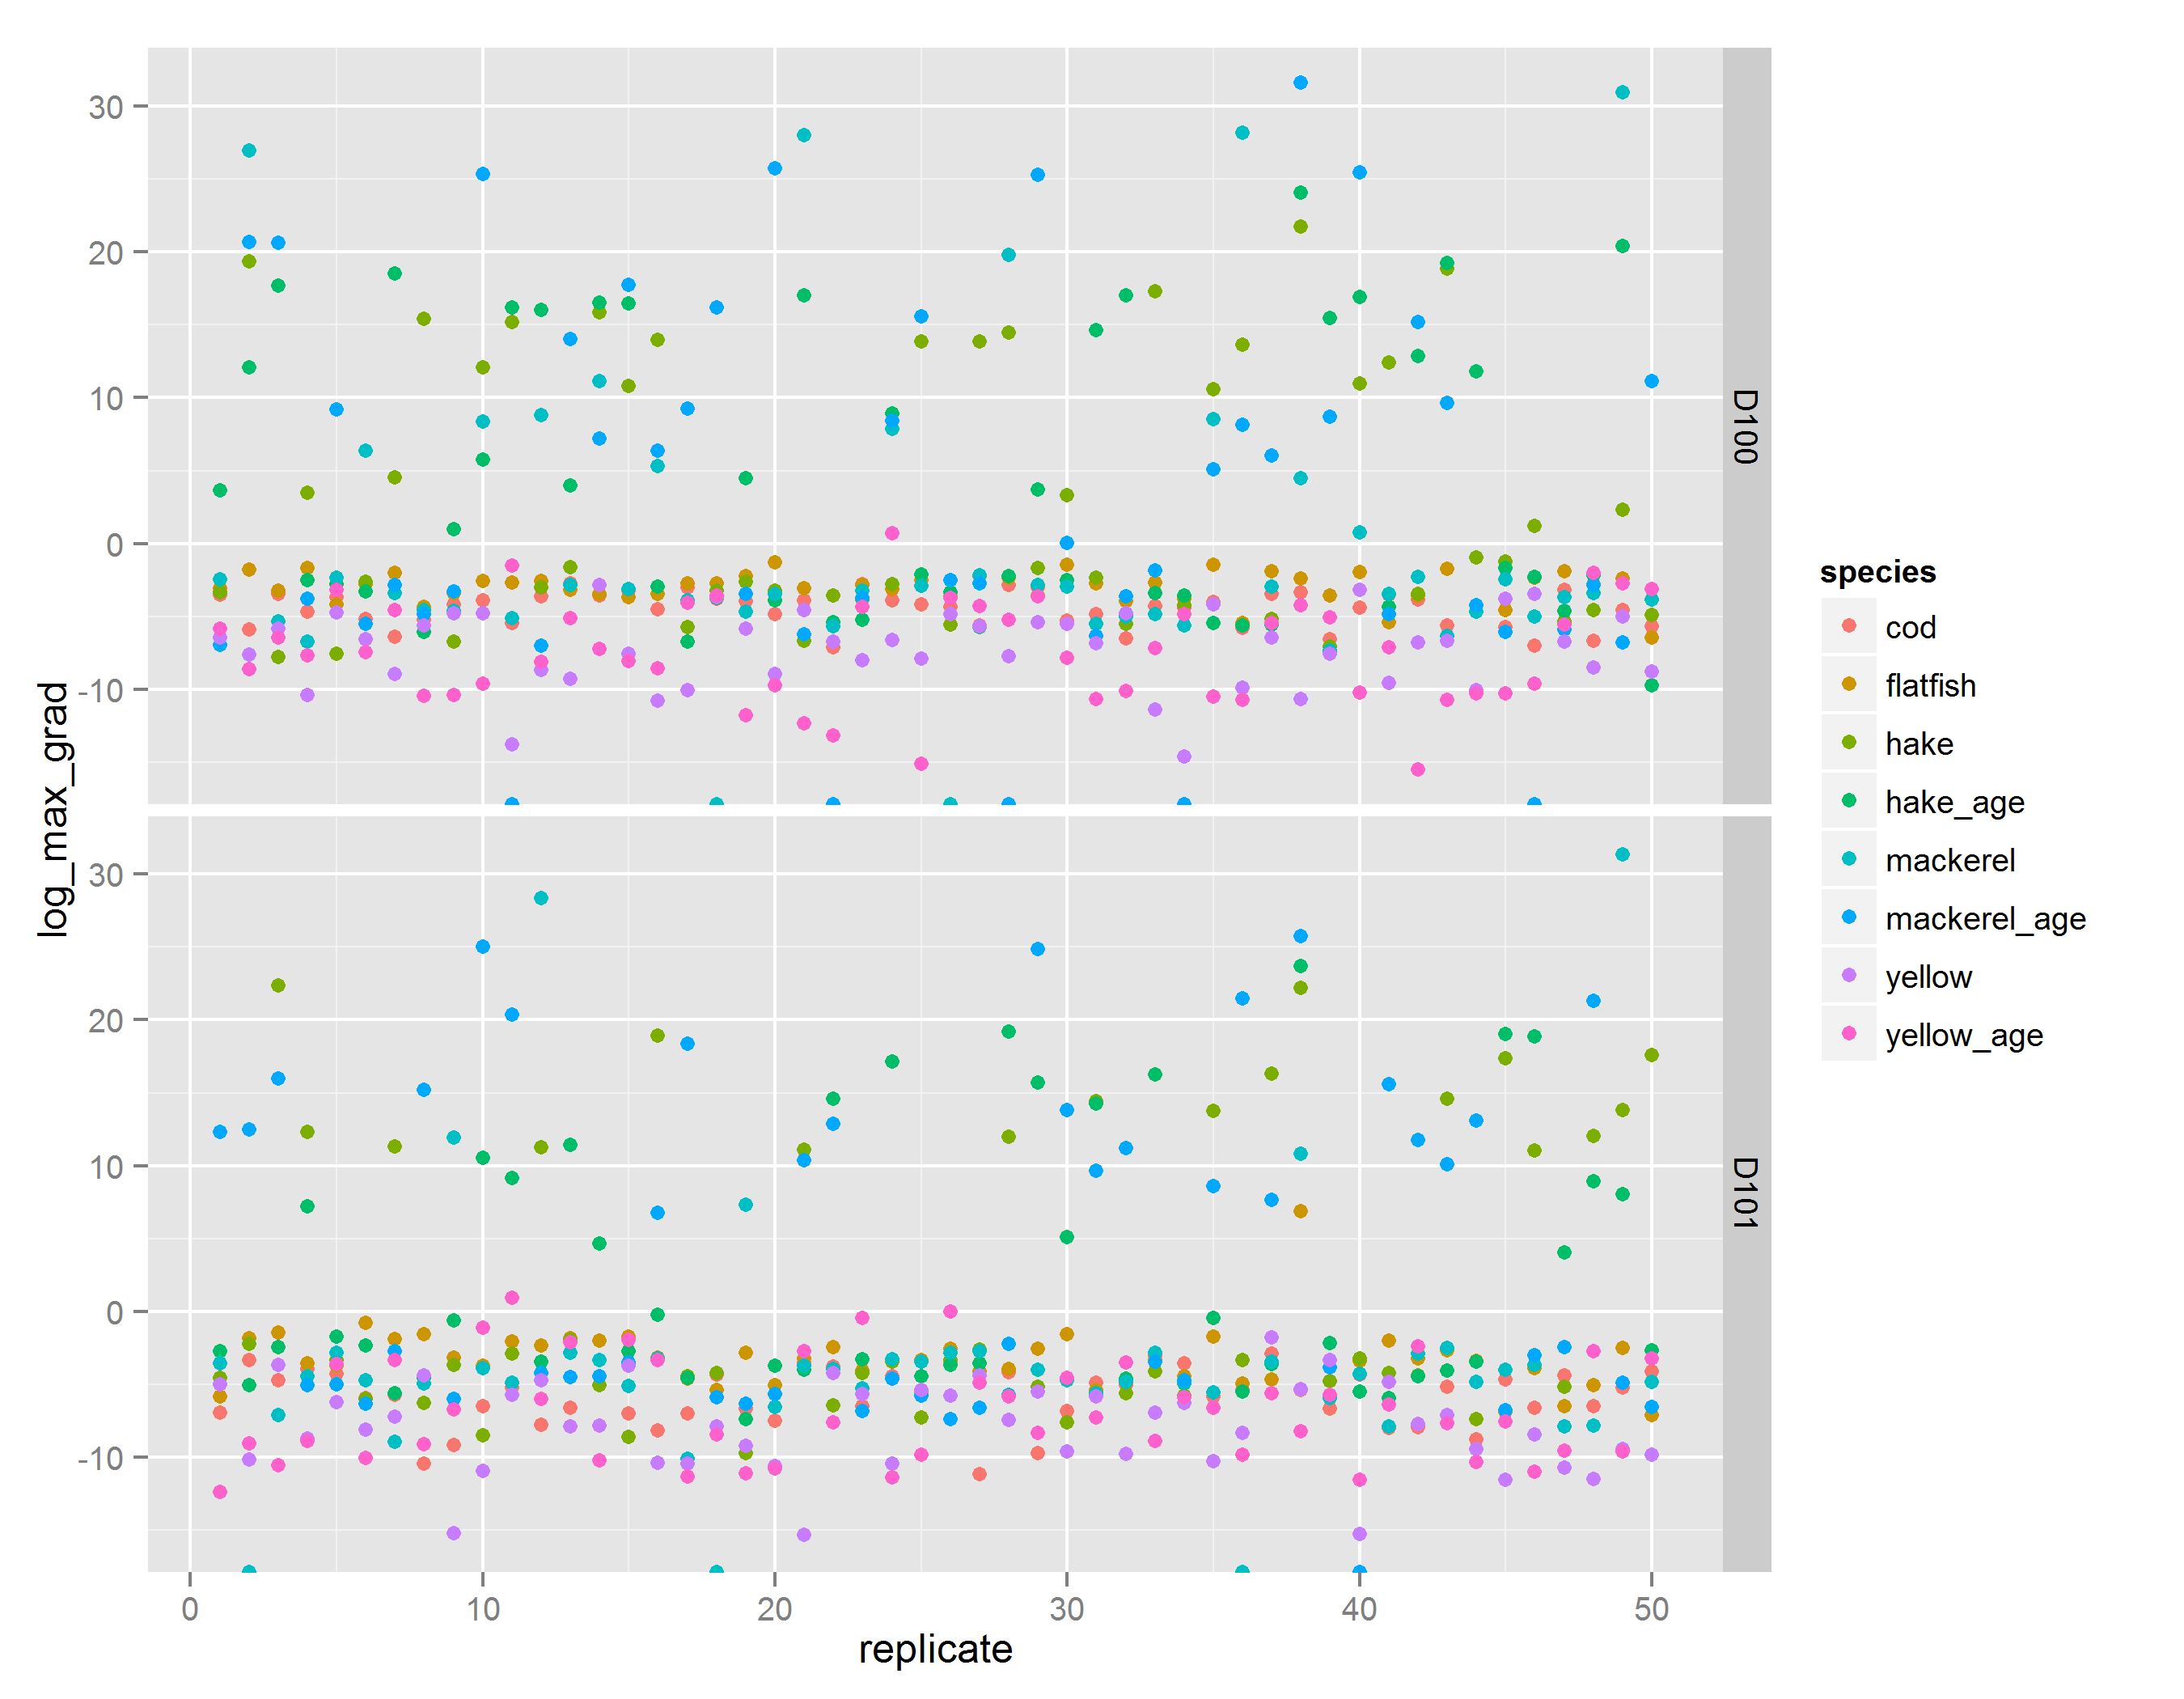 log_max_grad
30
20
10
0
-10
D100
30
20
10
0
-10
D101
0
10
20
30
40
50
replicate
species
cod
flatfish
hake
hake_age
mackerel
mackerel_age
yellow
yellow_age